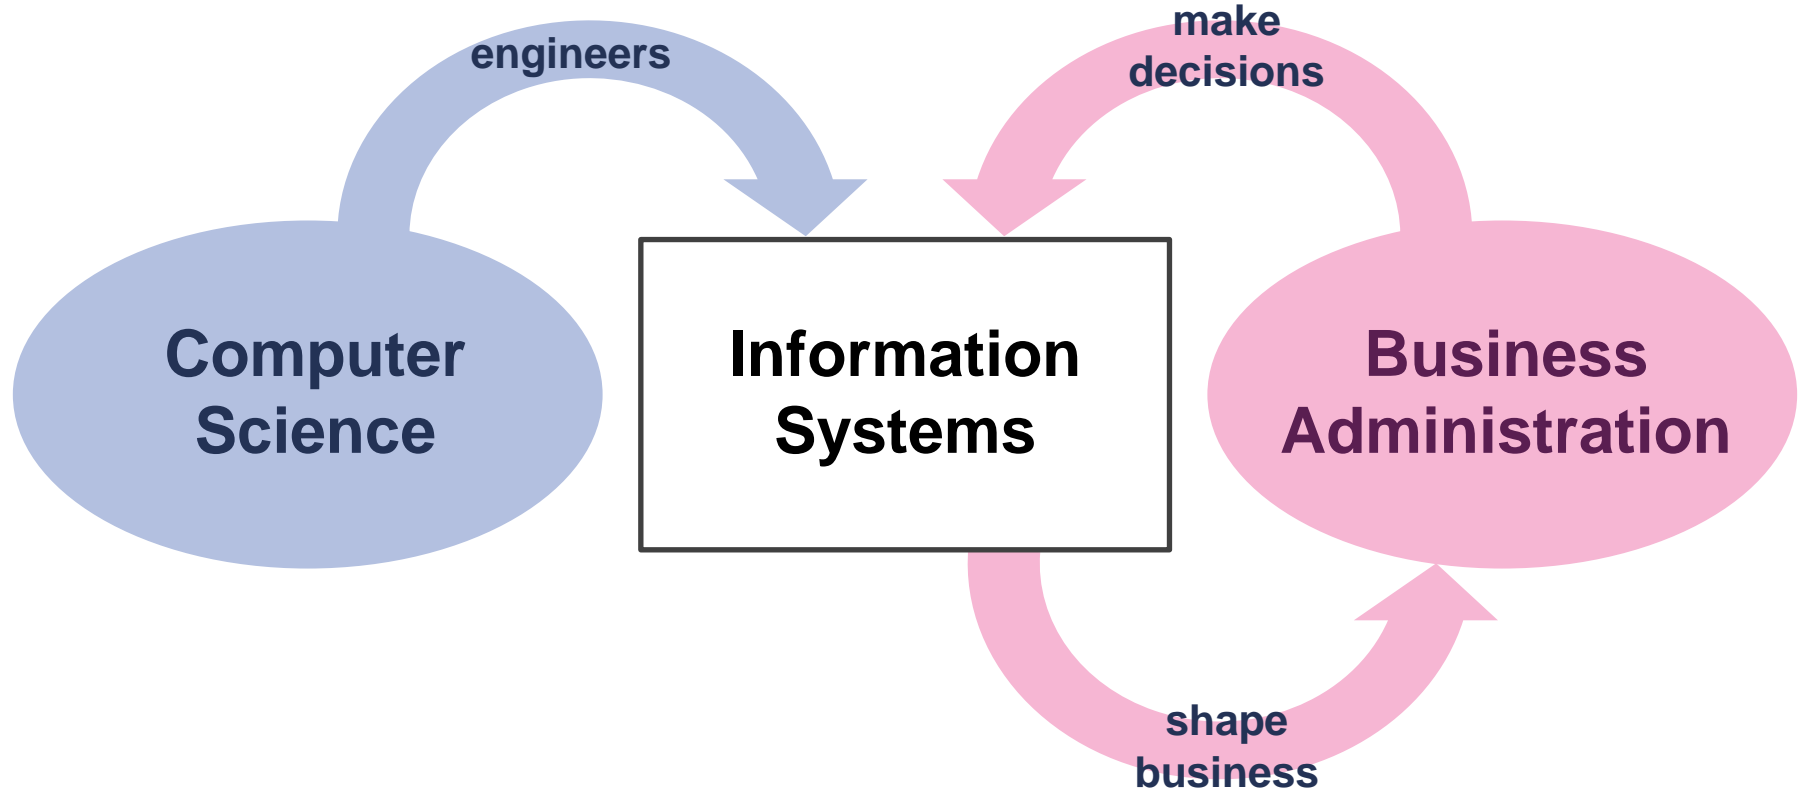 engineers
make
decisions
Computer
Science
Information
Systems
Business
Administration
shape
business